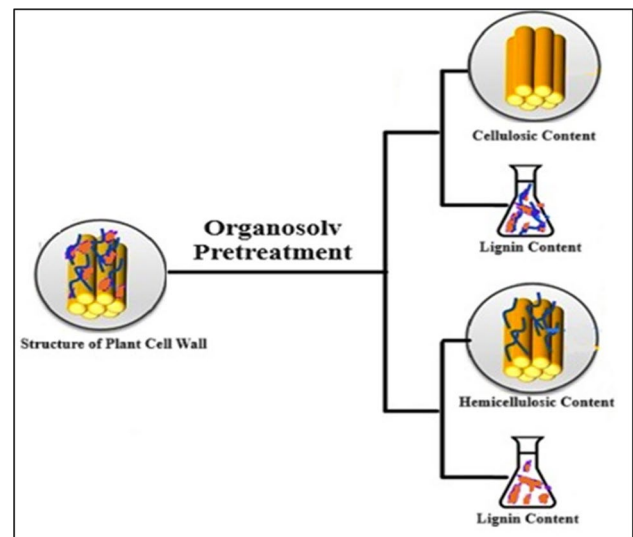 Cellulosic Content
Organosolv
Pretreatment
Lignin Content
Structure of Plant Cell Wall
Hemicellulosic Content
Lignin Content